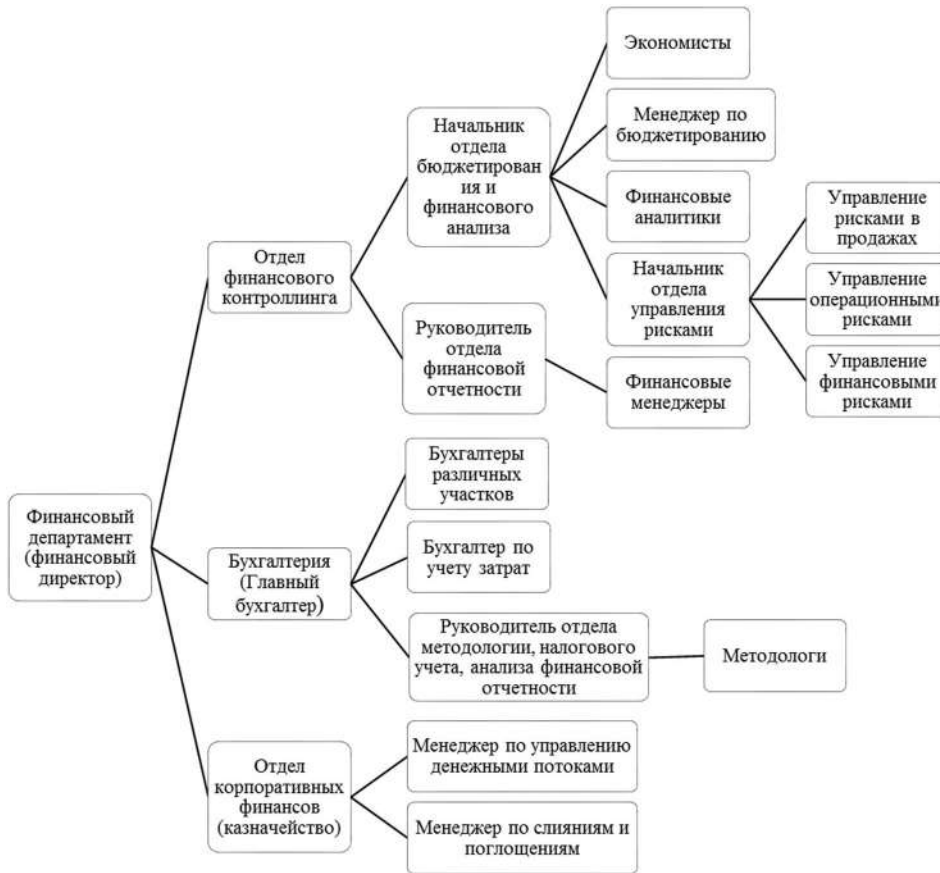 Финансовый
департамент
(финансовый
директор)
Отдел
финансового
контроллинга
Начальник
отдела
бюджетирован
ия и
финансового
анализа
Экономисты
Менеджер по
бюджетированию
Финансовые
аналитики
Начальник
отдела
управления
рисками
Управление
рисками в
продажах
Управление
операционными
рисками
Управление
финансовыми
рисками
Руководитель
отдела
финансовой
отчетности
Финансовые
менеджеры
Бухгалтерия
(Главный
бухгалтер)
Бухгалтеры
различных
участков
Бухгалтер по
учету затрат
Руководитель отдела
методологии, налогового
учета, анализа финансовой
отчетности
Методологи
Отдел
корпоративных
финансов
(казначейство)
Менеджер по управлению
денежными потоками
Менеджер по слияниям и
поглощениям